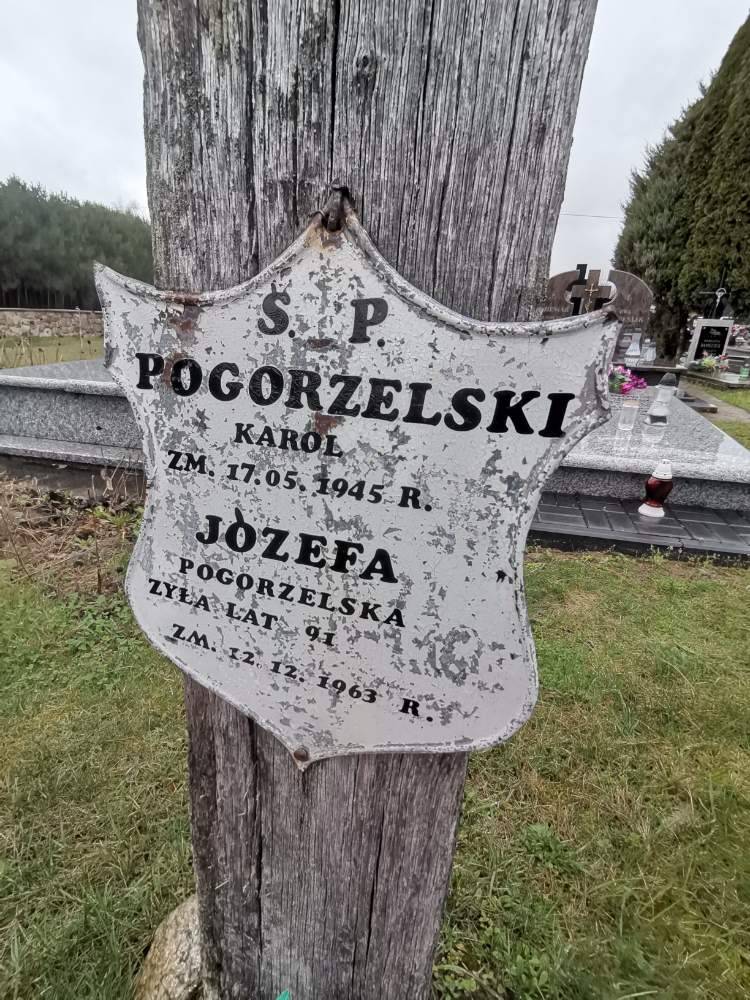 Ś. P.
POGORZELSKI
KAROL
ZM. 17.05. 1945 R.
JÓZEFA
POGORZELSKA
ŻYŁA LAT 91
ZM. 12 12. 1963 R.